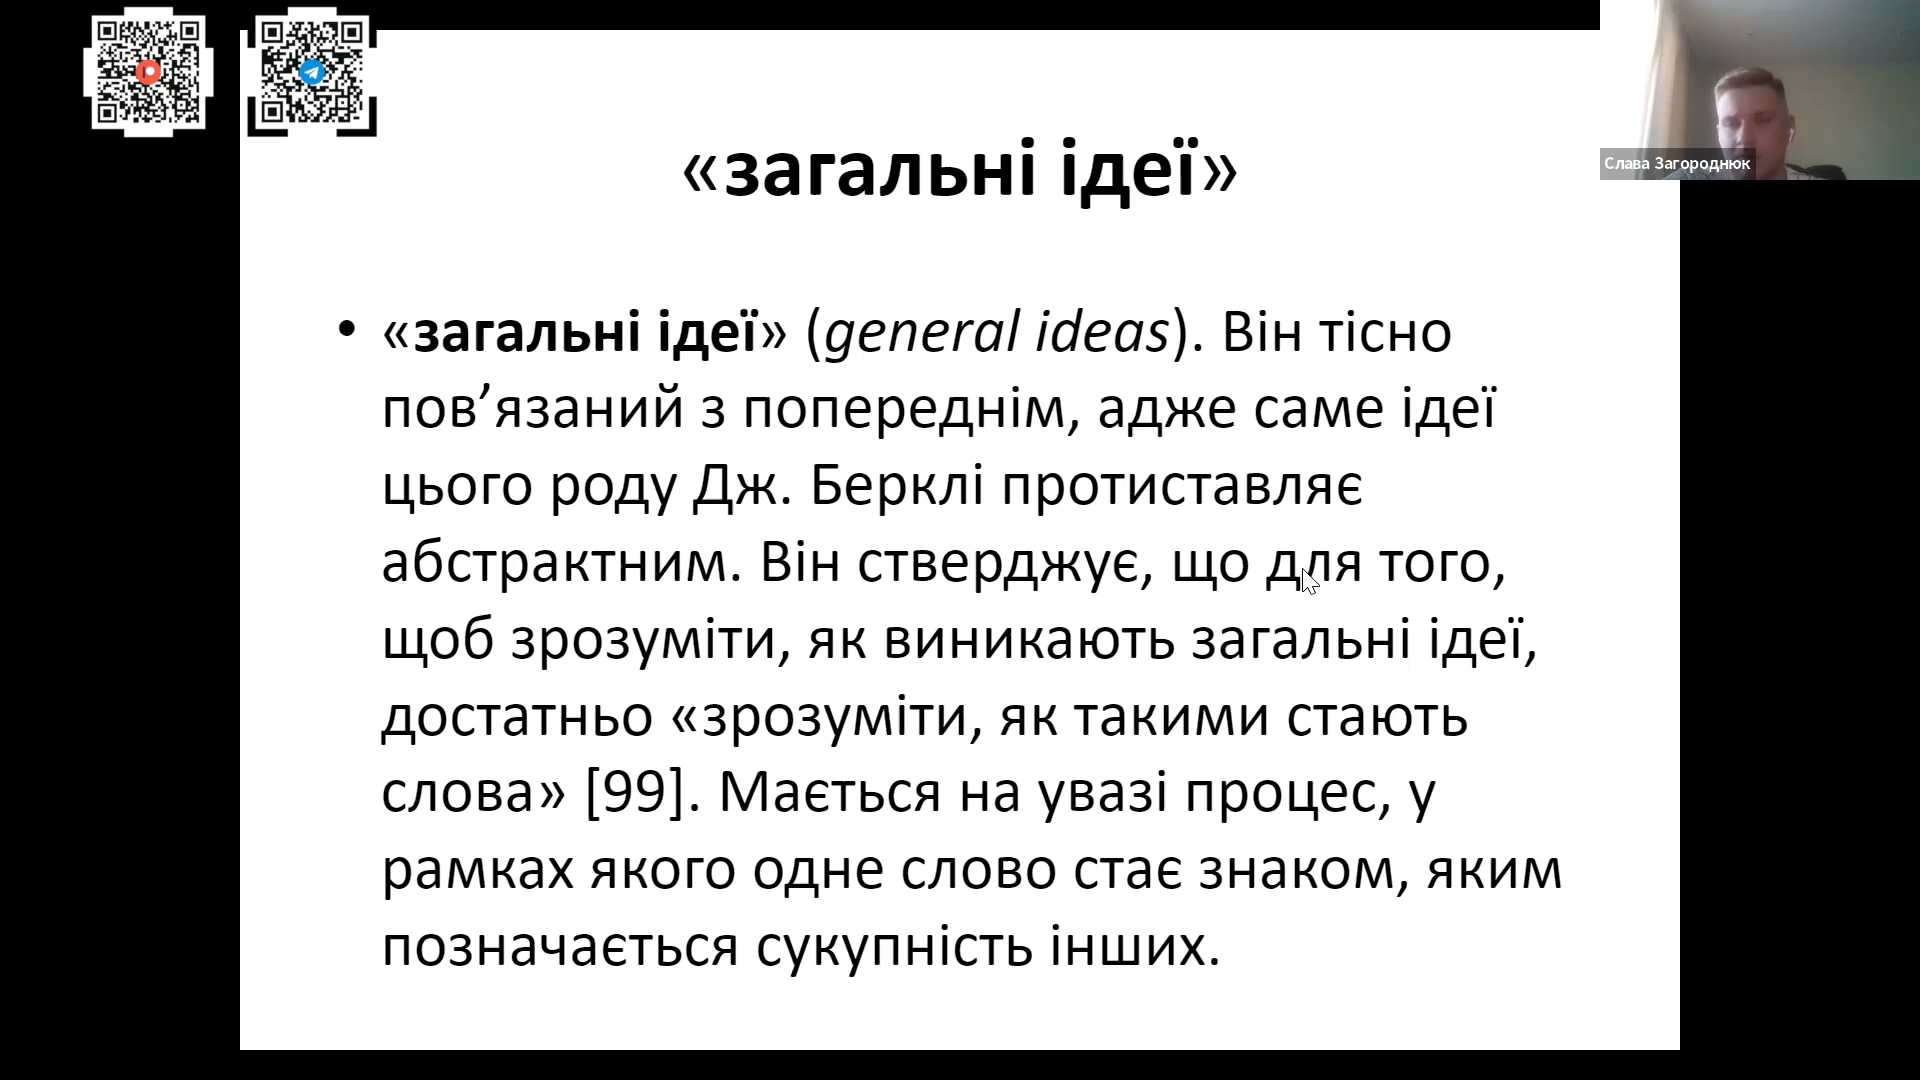 «загальні ідеї»
Слава Загороднюк
• «загальні ідеї» (general ideas). Він тісно
пов’язаний з попереднім, адже саме ідеї
цього роду Дж. Берклі протиставляє
абстрактним. Він стверджує, що для того,
щоб зрозуміти, як виникають загальні ідеї,
достатньо «зрозуміти, як такими стають
слова» [99]. Мається на увазі процес, у
рамках якого одне слово стає знаком, яким
позначається сукупність інших.